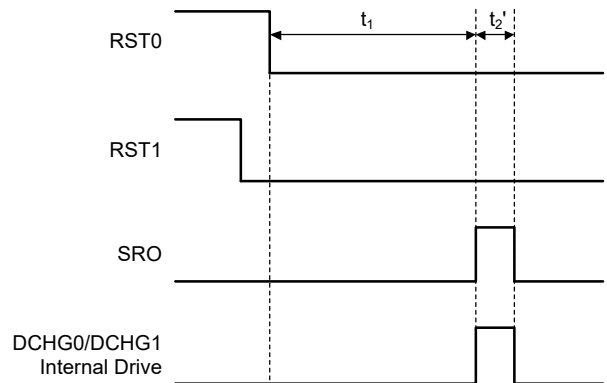 t₁
t₂'
RST0
RST1
SRO
DCHG0/DCHG1
Internal Drive